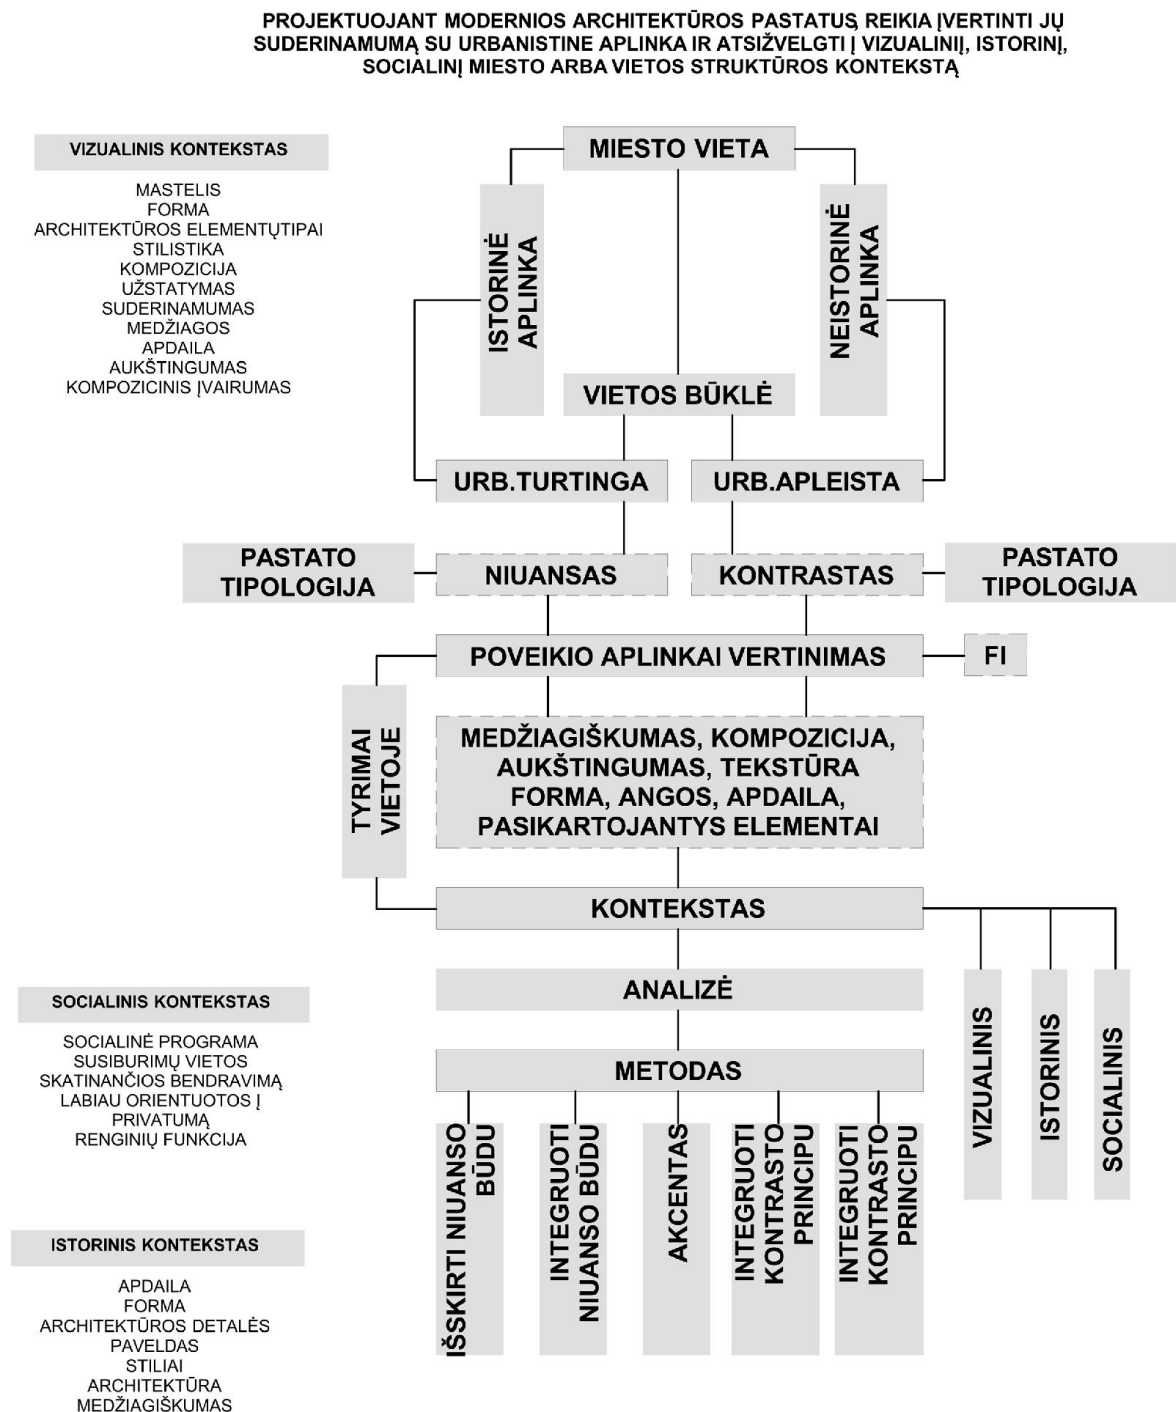 PROJEKTUOJANT MODERNIOS ARCHITEKTŪROS PASTATUS, REIKIA ĮVERTINTI JŲ
SUDERINAMUMĄ SU URBANISTINE APLINKA IR ATSIŽVELGTI Į VIZUALINIĮ, ISTORINĮ,
SOCIALINĮ MIESTO ARBA VIETOS STRUKTŪROS KONTEKSTĄ
VIZUALINIS KONTEKSTAS
MASTELIS
FORMA
ARCHITEKTŪROS ELEMENTŲTIPAI
STILISTIKA
KOMPOZICIJA
UŽSTATYMAS
SUDERINAMUMAS
MEDŽIAGOS
APDAILA
AUKŠTINGUMAS
KOMPOZICINIS ĮVAIRUMAS
MIESTO VIETA
ISTORINĖ
APLINKA
NEISTORINĖ
APLINKA
VIETOS BŪKLĖ
URB.TURTINGA
URB.APLEISTA
PASTATO
TIPOLOGIJA
NIUANSAS
KONTRASTAS
PASTATO
TIPOLOGIJA
POVEIKIO APLINKAI VERTINIMAS
FI
TYRIMAI
VIETOJE
MEDŽIAGIŠKUMAS, KOMPOZICIJA,
AUKŠTINGUMAS, TEKSTŪRA
FORMA, ANGOS, APDAILA,
PASIKARTOJANTYS ELEMENTAI
KONTEKSTAS
ANALIZĖ
METODAS
VIZUALINIS
ISTORINIS
SOCIALINIS
IŠSKIRTI NIUANSO
BŪDU
INTEGRUOTI
NIUANSO BŪDU
AKCENTAS
INTEGRUOTI
KONTRASTO
PRINCIPU
INTEGRUOTI
KONTRASTO
PRINCIPU
SOCIALINIS KONTEKSTAS
SOCIALINĖ PROGRAMA
SUSIBURIMŲ VIETOS
SKATINANČIOS BENDRAVIMĄ
LABIAU ORIENTUOTOS Į
PRIVATUMĄ
RENGINIŲ FUNKCIJA
ISTORINIS KONTEKSTAS
APDAILA
FORMA
ARCHITEKTŪROS DETALĖS
PAVELDAS
STILIAI
ARCHITEKTŪRA
MEDŽIAGIŠKUMAS